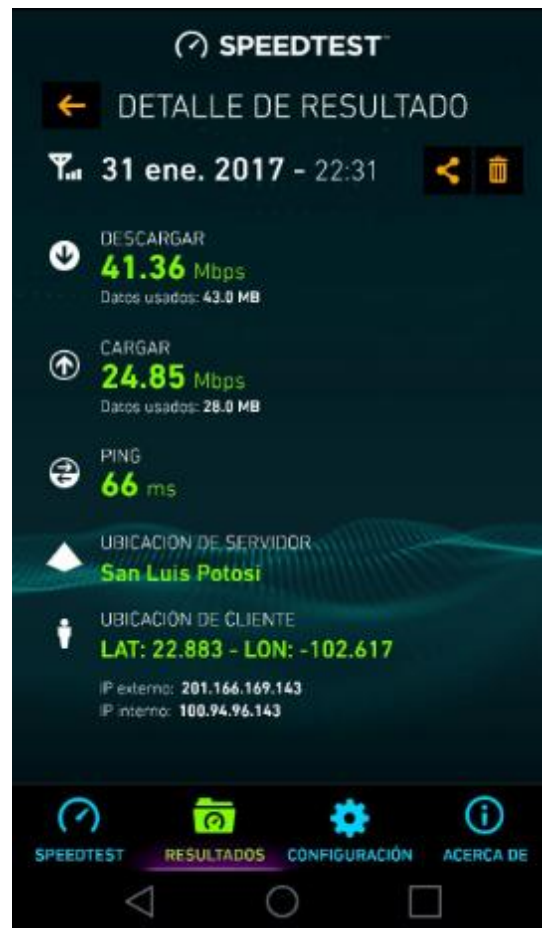 SPEEDTEST™
DETALLE DE RESULTADO
31 ene. 2017 - 22:31
DESCARGAR
41.36 Mbps
Datos usados: 43.0 MB
CARGAR
24.85 Mbps
Datos usados: 28.0 MB
PING
66 ms
UBICACIÓN DE SERVIDOR
San Luis Potosí
UBICACIÓN DE CLIENTE
LAT: 22.883 - LON: -102.617
IP externo: 201.166.169.143
IP interno: 100.94.96.143
SPEEDTEST RESULTADOS CONFIGURACIÓN ACERCA DE